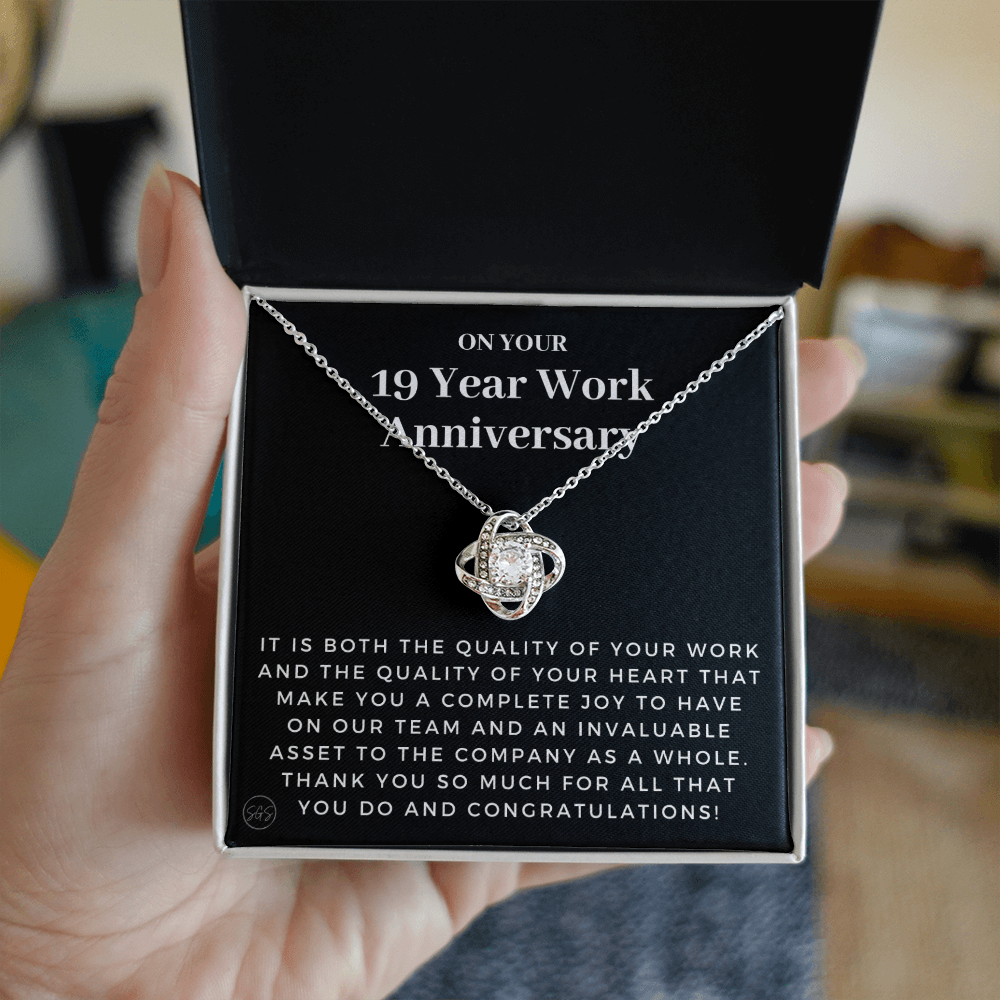 ON YOUR
19 Year Work
Anniversary
IT IS BOTH THE QUALITY OF YOUR WORK
AND THE QUALITY OF YOUR HEART THAT
MAKE YOU A COMPLETE JOY TO HAVE
ON OUR TEAM AND AN INVALUABLE
ASSET TO THE COMPANY AS A WHOLE.
THANK YOU SO MUCH FOR ALL THAT
YOU DO AND CONGRATULATIONS!
SGS